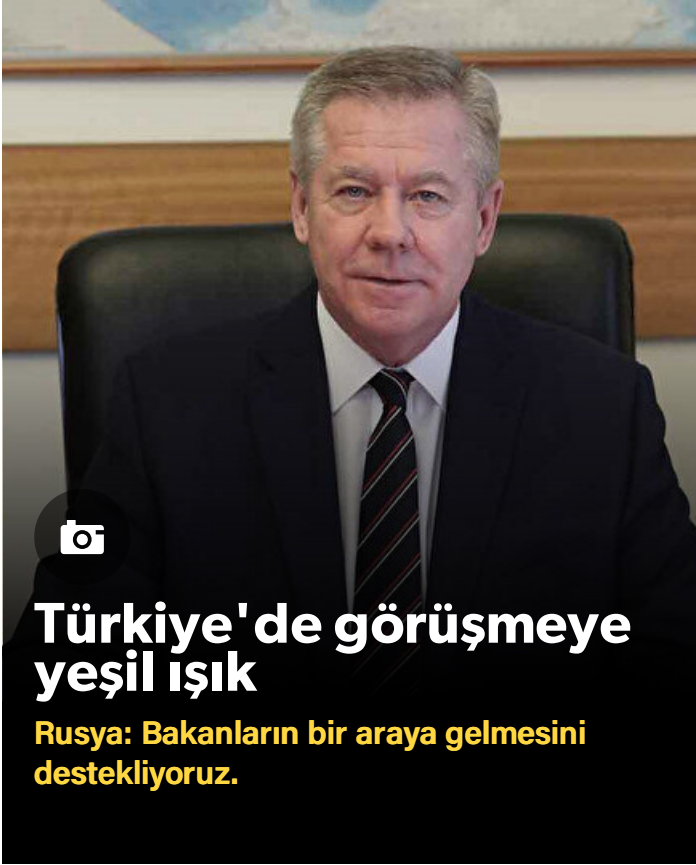 Türkiye'de görüşmeye
yeşil ışık
Rusya: Bakanların bir araya gelmesini
destekliyoruz.